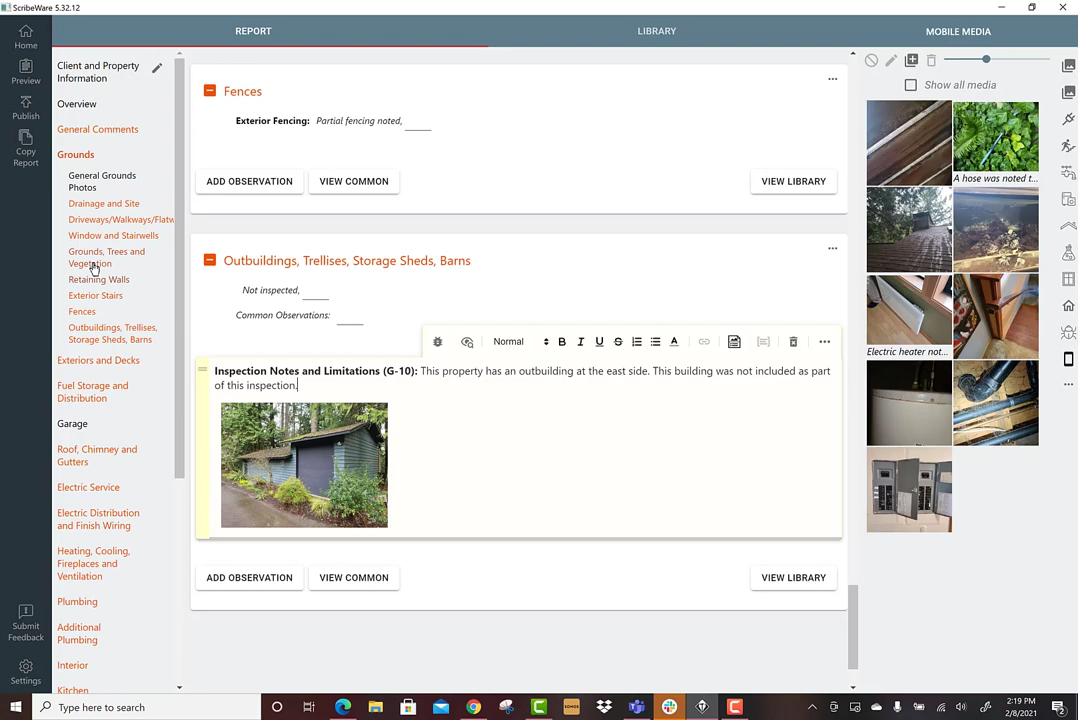 ScribeWare 5.32.12
Home
Preview
Publish
Copy
Report
Submit
Feedback
Settings
Client and Property
Information
Overview
General Comments
Grounds
General Grounds
Photos
Drainage and Site
Driveways/Walkways/Flatw
Window and Stairwells
Grounds, Trees and
Vegetation
Retaining Walls
Exterior Stairs
Fences
Outbuildings, Trellises,
Storage Sheds, Barns
Exteriors and Decks
Fuel Storage and
Distribution
Garage
Roof, Chimney and
Gutters
Electric Service
Electric Distribution
and Finish Wiring
Heating, Cooling,
Fireplaces and
Ventilation
Plumbing
Additional
Plumbing
Interior
Kitchen
REPORT
LIBRARY
MOBILE MEDIA
Fences
Exterior Fencing: Partial fencing noted,
ADD OBSERVATION
VIEW COMMON
VIEW LIBRARY
Outbuildings, Trellises, Storage Sheds, Barns
Not inspected,
Common Observations:
Normal
B I U S A
Inspection Notes and Limitations (G-10): This property has an outbuilding at the east side. This building was not included as part
of this inspection.
ADD OBSERVATION
VIEW COMMON
VIEW LIBRARY
Show all media
A hose was noted t...
Electric heater not...
Type here to search
SONOS
2:19 PM
2/8/2021
2